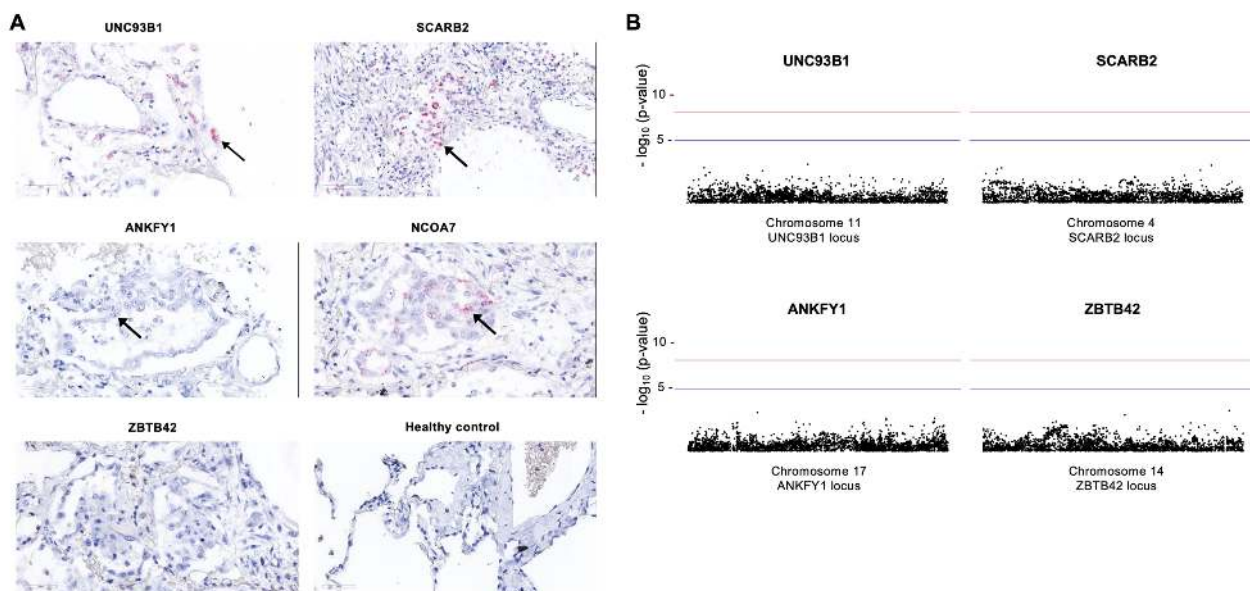 A
UNC93B1
SCARB2
ANKFY1
NCOA7
ZBTB42
Healthy control
B
UNC93B1
SCARB2
- log10 (p-value)
10 -
5 -
Chromosome 11
UNC93B1 locus
Chromosome 4
SCARB2 locus
ANKFY1
ZBTB42
- log10 (p-value)
10 -
5 -
Chromosome 17
ANKFY1 locus
Chromosome 14
ZBTB42 locus